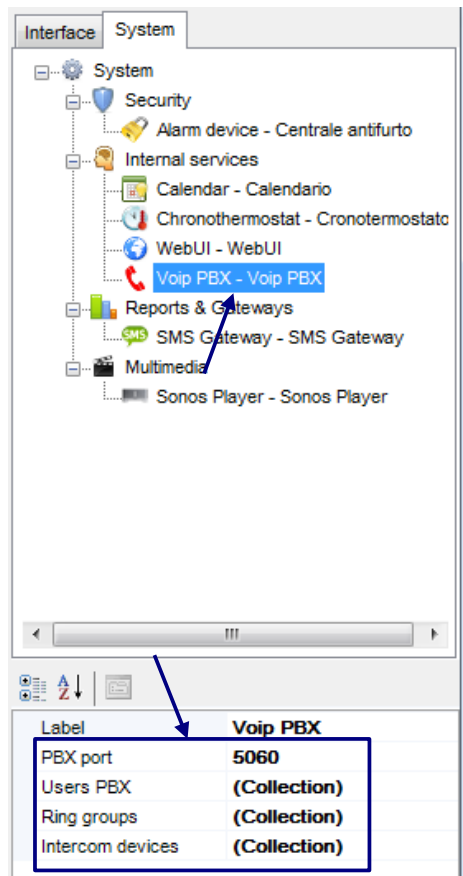 Interface System
System
Security
Alarm device - Centrale antifurto
Internal services
Calendar - Calendario
Chronothermostat - Cronotermostato
WebUI - WebUI
Voip PBX - Voip PBX
Reports & Gateways
SMS SMS Gateway - SMS Gateway
Multimedia
Sonos Player - Sonos Player
A
Z
Label Voip PBX
PBX port 5060
Users PBX (Collection)
Ring groups (Collection)
Intercom devices (Collection)